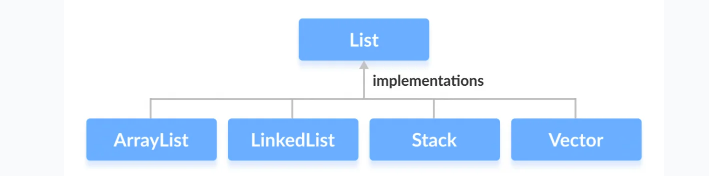 List
implementations
ArrayList
LinkedList
Stack
Vector